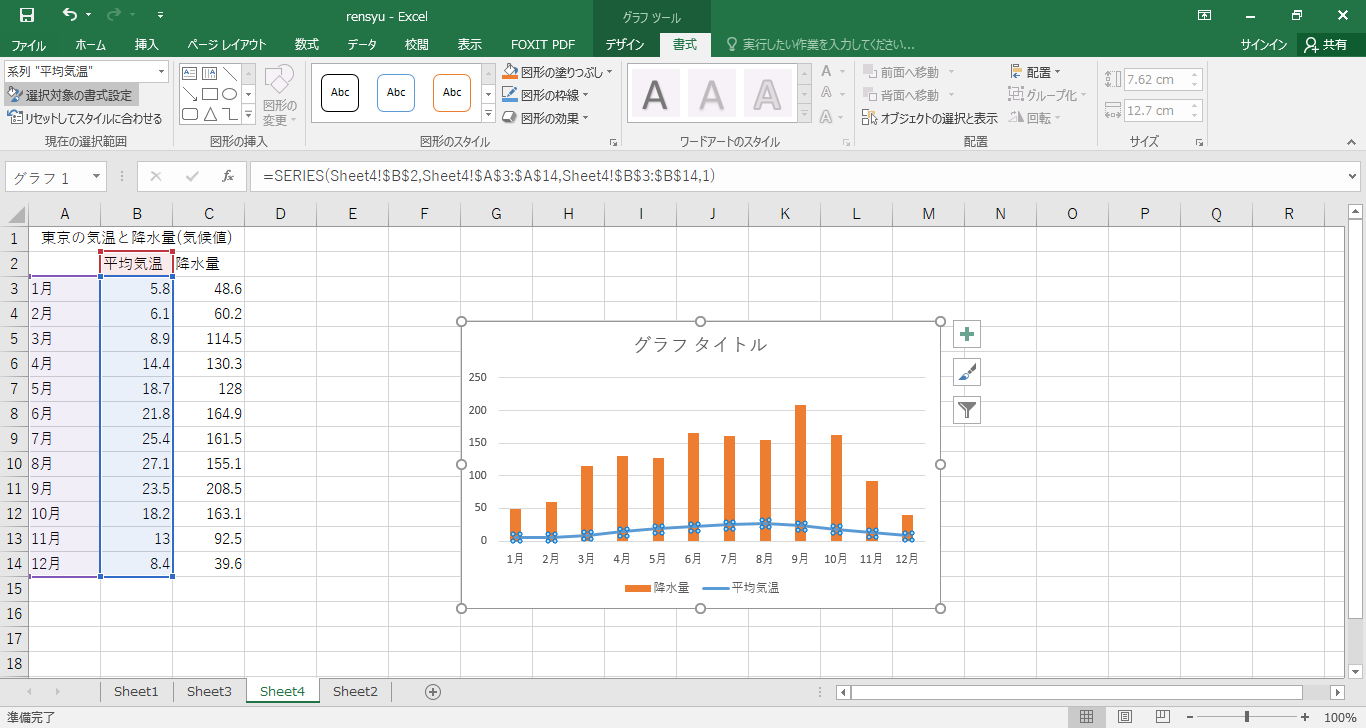 rensyu - Excel
グラフ ツール
ファイル ホーム 挿入 ページ レイアウト 数式 データ 校閲 表示 FOXIT PDF デザイン 書式 実行したい作業を入力してください... サインイン 共有
系列 "平均気温"
選択対象の書式設定
リセットしてスタイルに合わせる
現在の選択範囲
図形の
変更
図形の挿入
Abc Abc Abc
図形の塗りつぶし
図形の枠線
図形の効果
図形のスタイル
A A A
A
A
A
ワードアートのスタイル
前面へ移動
背面へ移動
オブジェクトの選択と表示
配置
グループ化
回転
配置
7.62 cm
12.7 cm
サイズ
グラフ 1 fx =SERIES(Sheet4!$B$2,Sheet4!$A$3:$A$14,Sheet4!$B$3:$B$14,1)
A B C D E F G H I J K L M N O P Q R
1 東京の気温と降水量(気候値)
2 平均気温 降水量
3 1月 5.8 48.6
4 2月 6.1 60.2
5 3月 8.9 114.5
6 4月 14.4 130.3
7 5月 18.7 128
8 6月 21.8 164.9
9 7月 25.4 161.5
10 8月 27.1 155.1
11 9月 23.5 208.5
12 10月 18.2 163.1
13 11月 13 92.5
14 12月 8.4 39.6
15
16
17
18
グラフ タイトル
250
200
150
100
50
0
1月 2月 3月 4月 5月 6月 7月 8月 9月 10月 11月 12月
降水量 平均気温
Sheet1 Sheet3 Sheet4 Sheet2
準備完了 100%